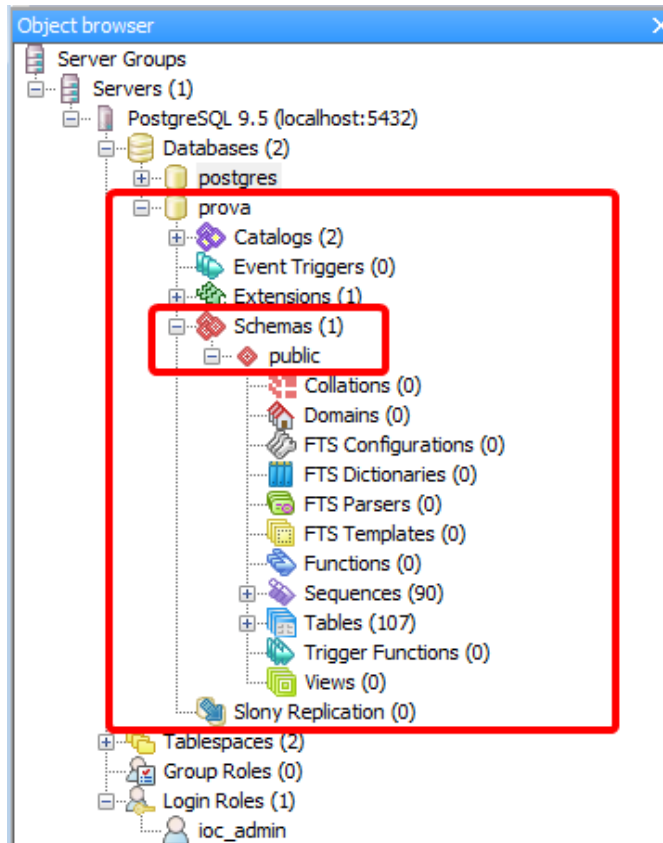 Object browser
Server Groups
Servers (1)
PostgreSQL 9.5 (localhost:5432)
Databases (2)
postgres
prova
Catalogs (2)
Event Triggers (0)
Extensions (1)
Schemas (1)
public
Collations (0)
Domains (0)
FTS Configurations (0)
FTS Dictionaries (0)
FTS Parsers (0)
FTS Templates (0)
Functions (0)
Sequences (90)
Tables (107)
Trigger Functions (0)
Views (0)
Slony Replication (0)
Tablespaces (2)
Group Roles (0)
Login Roles (1)
ioc_admin